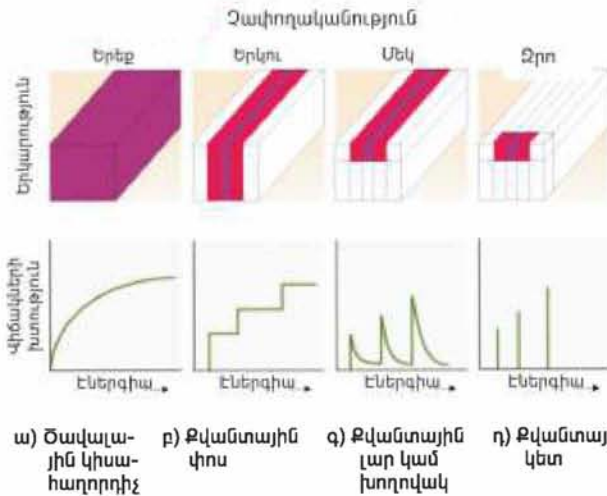 Չափողականություն
Երեք
Երկու
Մեկ
Զրո
Երկարություն
Վիճակների
խտություն
Էներգիա
Էներգիա
Էներգիա
Էներգիա
ա) Ծավալա-
յին կիսա-
հաղորդիչ
բ) Քվանտային
փոս
գ) Քվանտային
լար կամ
խողովակ
դ) Քվանտայ
կետ